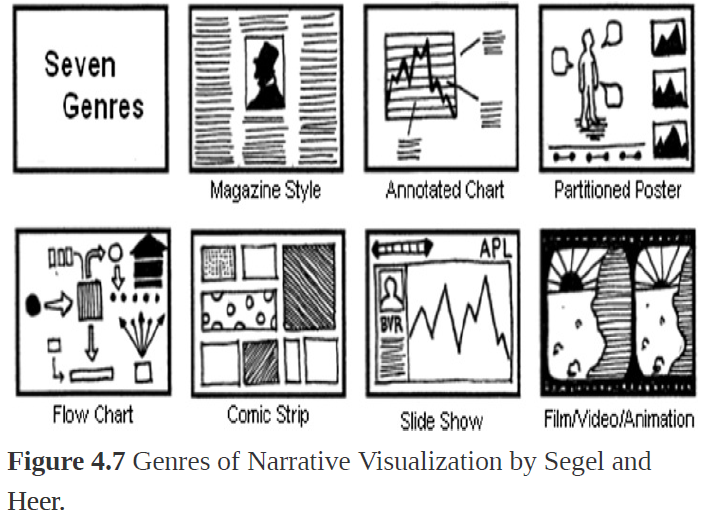 Seven
Genres
Magazine Style
Annotated Chart
Partitioned Poster
APL
BVR
Flow Chart
Comic Strip
Slide Show
Film/Video/Animation
Figure 4.7 Genres of Narrative Visualization by Segel and
Heer.